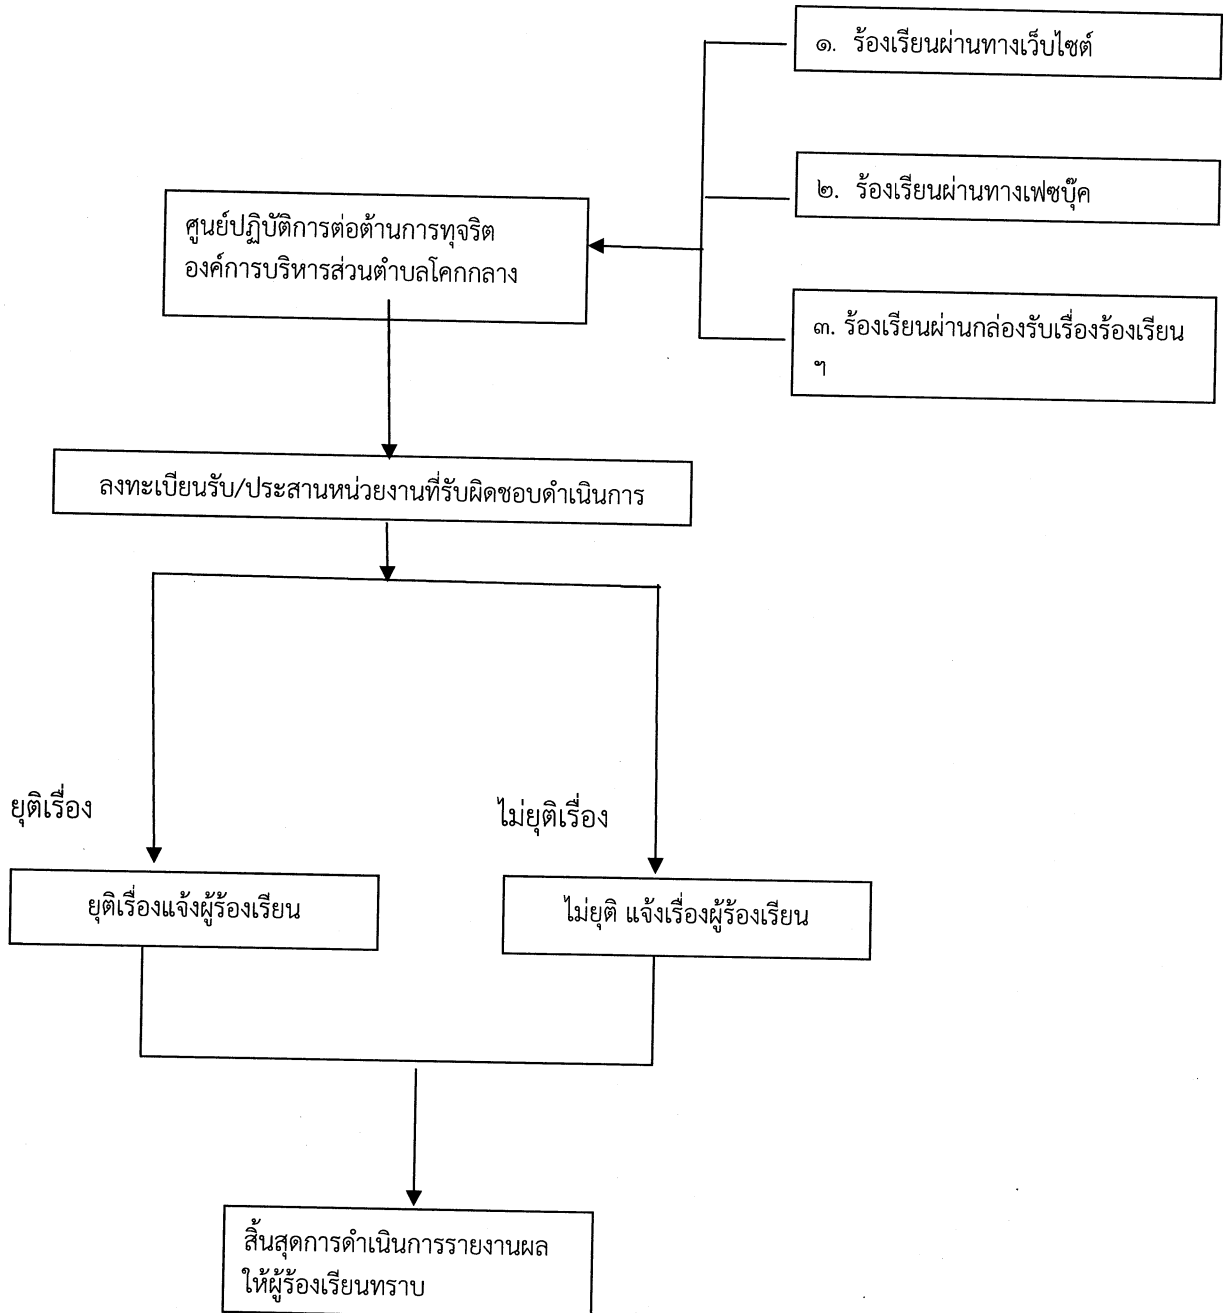 ๑. ร้องเรียนผ่านทางเว็บไซต์
๒. ร้องเรียนผ่านทางเฟซบุ๊ค
ศูนย์ปฏิบัติการต่อต้านการทุจริต
องค์การบริหารส่วนตำบลโคกกลาง
๓. ร้องเรียนผ่านกล่องรับเรื่องร้องเรียน
ฯ
ลงทะเบียนรับ/ประสานหน่วยงานที่รับผิดชอบดำเนินการ
ยุติเรื่อง
ไม่ยุติเรื่อง
ยุติเรื่องแจ้งผู้ร้องเรียน
ไม่ยุติ แจ้งเรื่องผู้ร้องเรียน
สิ้นสุดการดำเนินการรายงานผล
ให้ผู้ร้องเรียนทราบ